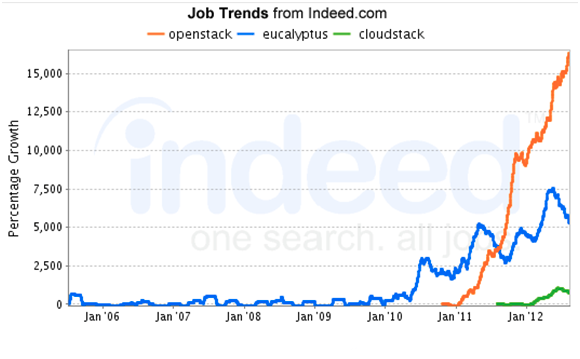 Job Trends from Indeed.com
openstack eucalyptus cloudstack
Percentage Growth
15,000
12,500
10,000
7,500
5,000
2,500
0
indeed TM
one search. all jo
Jan '06 Jan '07 Jan '08 Jan '09 Jan '10 Jan '11 Jan '12